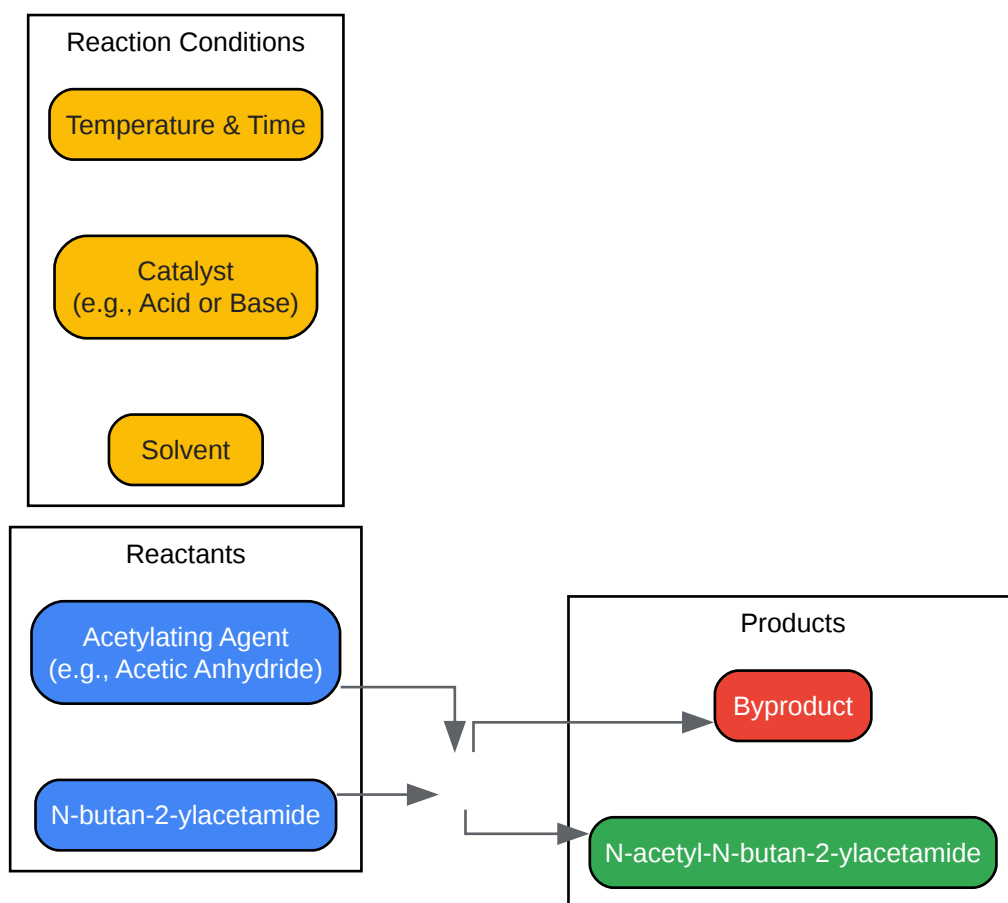 Reaction Conditions
Temperature & Time
Catalyst
(e.g., Acid or Base)
Solvent
Reactants
Acetylating Agent
(e.g., Acetic Anhydride)
N-butan-2-ylacetamide
Products
Byproduct
N-acetyl-N-butan-2-ylacetamide